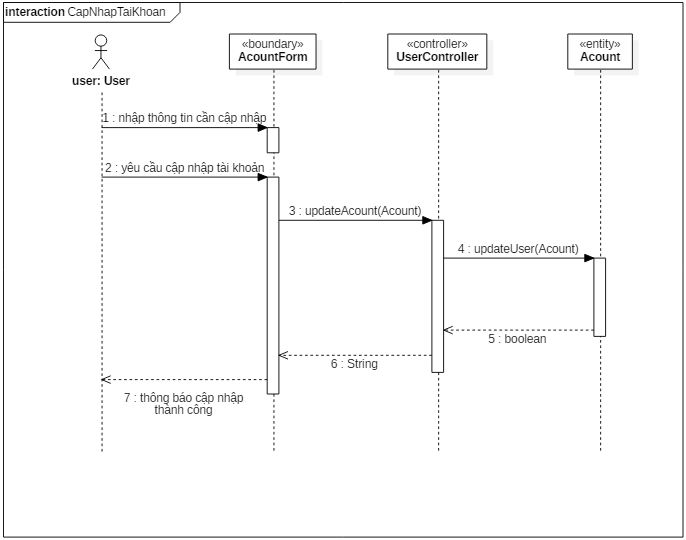 interaction CapNhapTaiKhoan
«boundary»
AcountForm
«controller»
UserController
«entity»
Acount
user: User
1 : nhập thông tin cần cập nhập
2 : yêu cầu cập nhập tài khoản
3 : updateAcount(Acount)
4 : updateUser(Acount)
5 : boolean
6 : String
7 : thông báo cập nhập
thành công